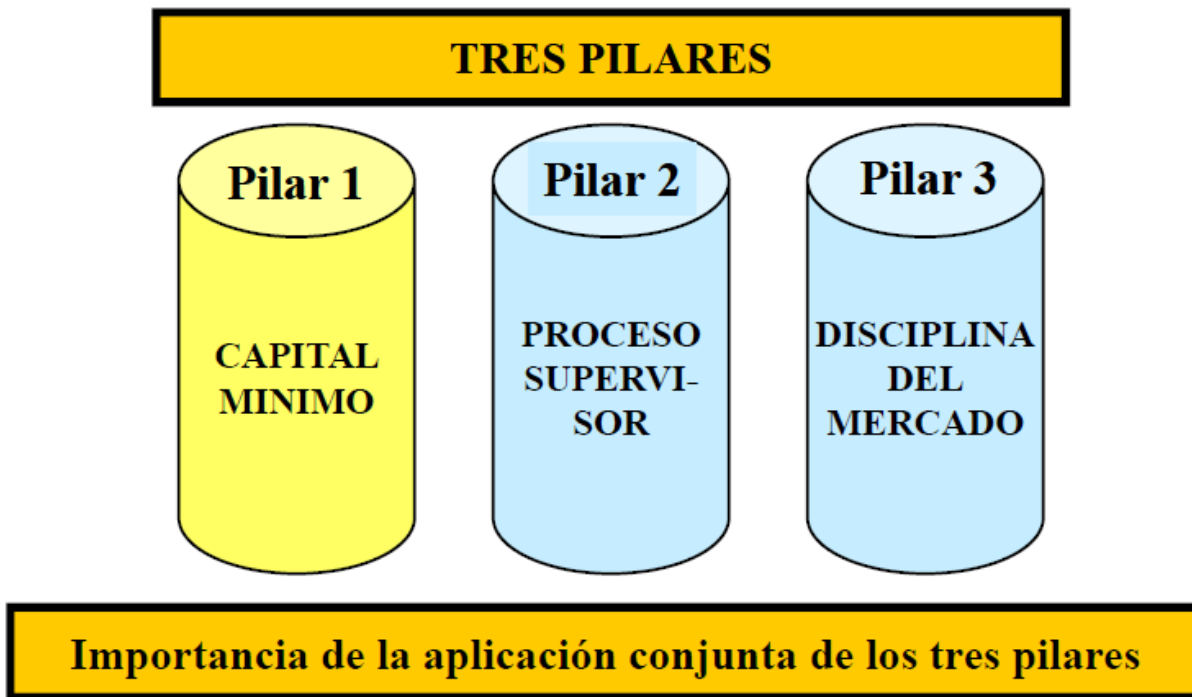 TRES PILARES
Pilar 1
CAPITAL
MINIMO
Pilar 2
PROCESO
SUPERVI-
SOR
Pilar 3
DISCIPLINA
DEL
MERCADO
Importancia de la aplicación conjunta de los tres pilares